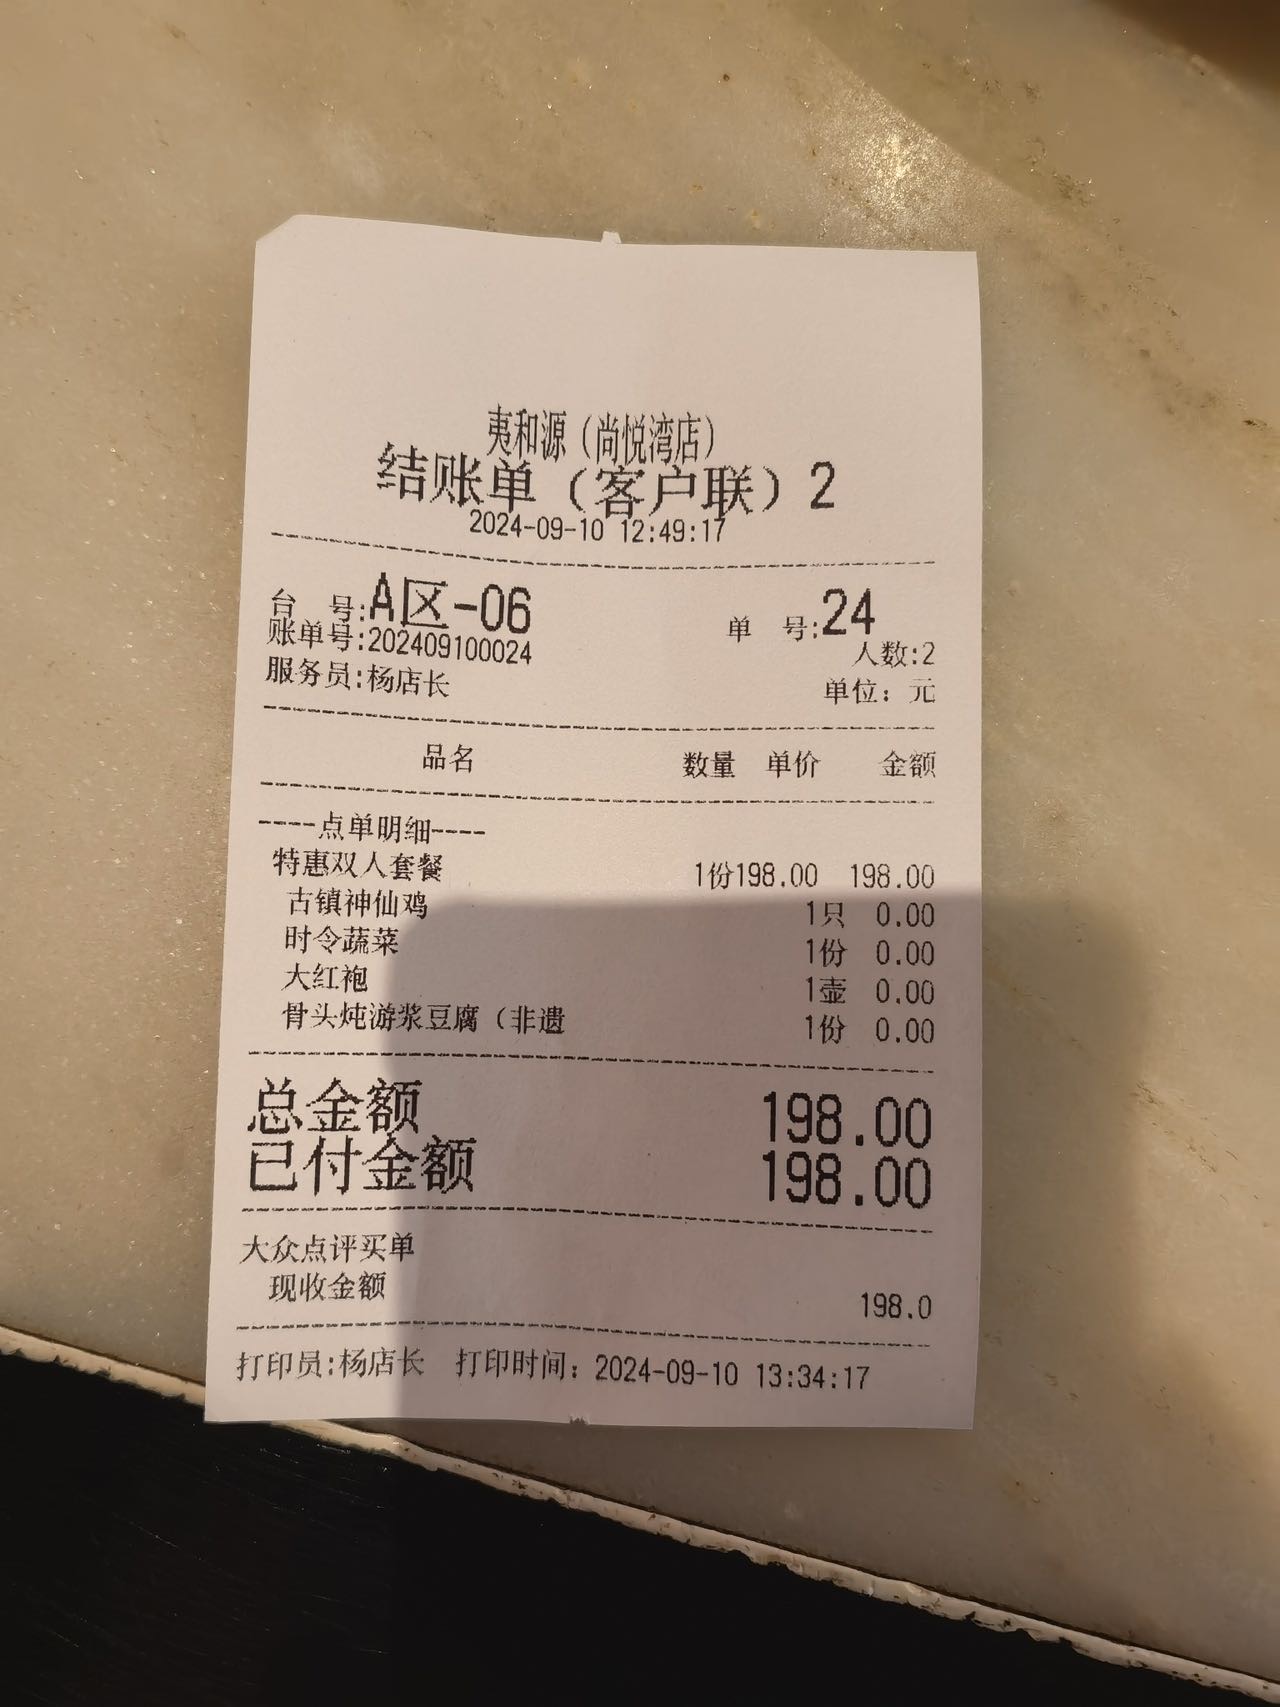 夷和源（尚悦湾店）
结账单（客户联）2
2024-09-10 12:49:17
台 号:A区-06 单 号:24
账单号:202409100024 人数:2
服务员:杨店长 单位：元
品名 数量 单价 金额
----点单明细----
特惠双人套餐 1份198.00 198.00
古镇神仙鸡 1只 0.00
时令蔬菜 1份 0.00
大红袍 1壶 0.00
骨头炖游浆豆腐（非遗 1份 0.00
总金额 198.00
已付金额 198.00
大众点评买单
现收金额 198.0
打印员:杨店长 打印时间：2024-09-10 13:34:17